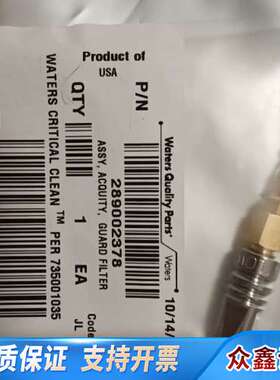 Product of
USA
P/N
289002378
ASSY, ACQUITY, GUARD FILTER
QTY
1 EA
WATERS CRITICAL CLEAN ™ PER 735001035
Code
JL
Waters Quality Parts
Waters
10/14/
质保证 支持开票
众鑫